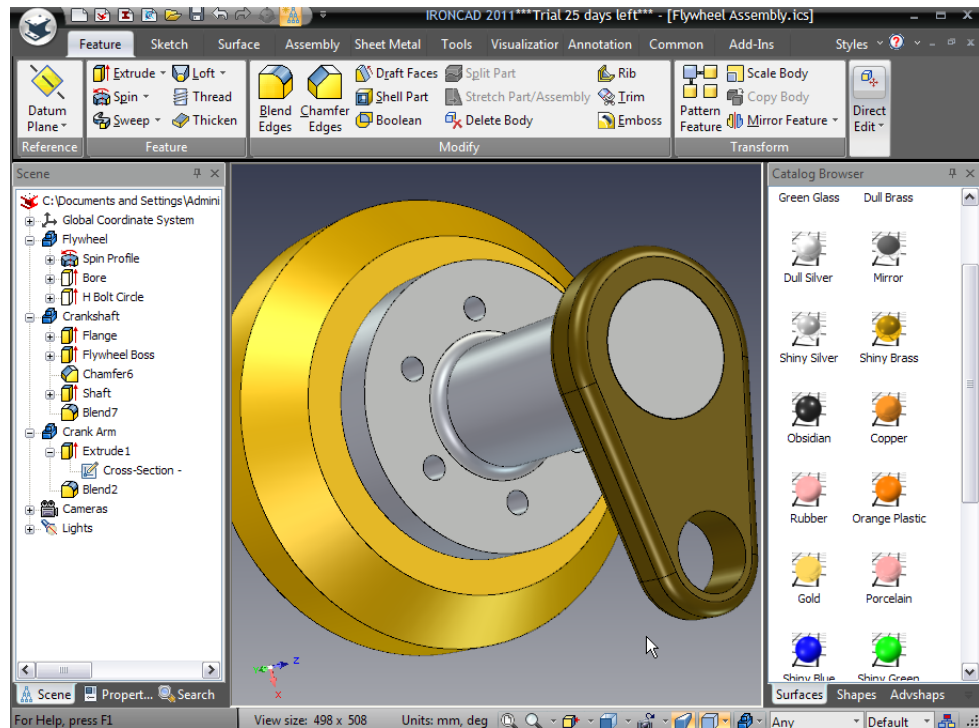 IRONCAD 2011***Trial 25 days left*** - [Flywheel Assembly.ics]
Feature Sketch Surface Assembly Sheet Metal Tools Visualization Annotation Common Add-Ins Styles
Extrude Loft
Spin Thread
Sweep Thicken
Datum Plane
Blend Edges
Chamfer Edges
Draft Faces Split Part Rib
Shell Part Stretch Part/Assembly Trim
Boolean Delete Body Emboss
Pattern Feature
Scale Body
Copy Body
Mirror Feature
Direct Edit
Reference Feature Modify Transform
Scene
C:\Documents and Settings\Admini
Global Coordinate System
Flywheel
Spin Profile
Bore
H Bolt Circle
Crankshaft
Flange
Flywheel Boss
Chamfer6
Shaft
Blend7
Crank Arm
Extrude1
Cross-Section -
Blend2
Cameras
Lights
Scene Propert... Search
z
x
Catalog Browser
Green Glass Dull Brass
Dull Silver Mirror
Shiny Silver Shiny Brass
Obsidian Copper
Rubber Orange Plastic
Gold Porcelain
Shiny Blue Shiny Green
Surfaces Shapes Advshaps
For Help, press F1 View size: 498 x 508 Units: mm, deg Any Default